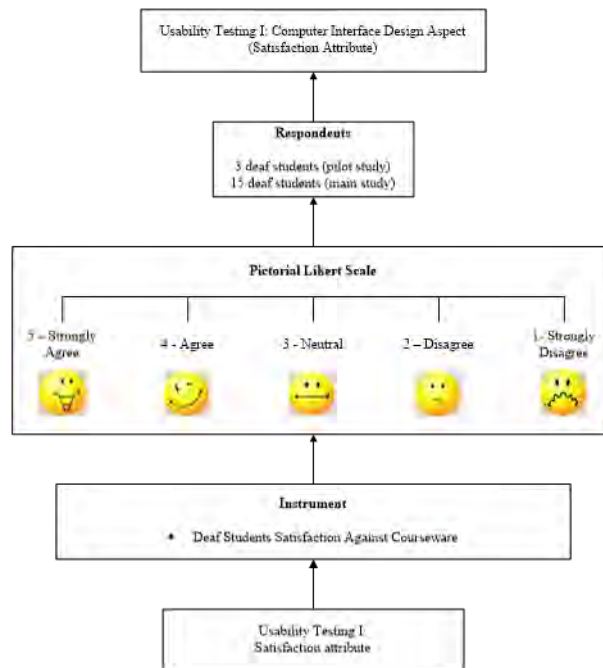 Usability Testing I: Computer Interface Design Aspect
(Satisfaction Attribute)
Respondents
3 deaf students (pilot study)
15 deaf students (main study)
Pictorial Likert Scale
5 – Strongly
Agree
4 - Agree
3 - Neutral
2 – Disagree
1- Strongly
Disagree
Instrument
• Deaf Students Satisfaction Against Courseware
Usability Testing I
Satisfaction attribute